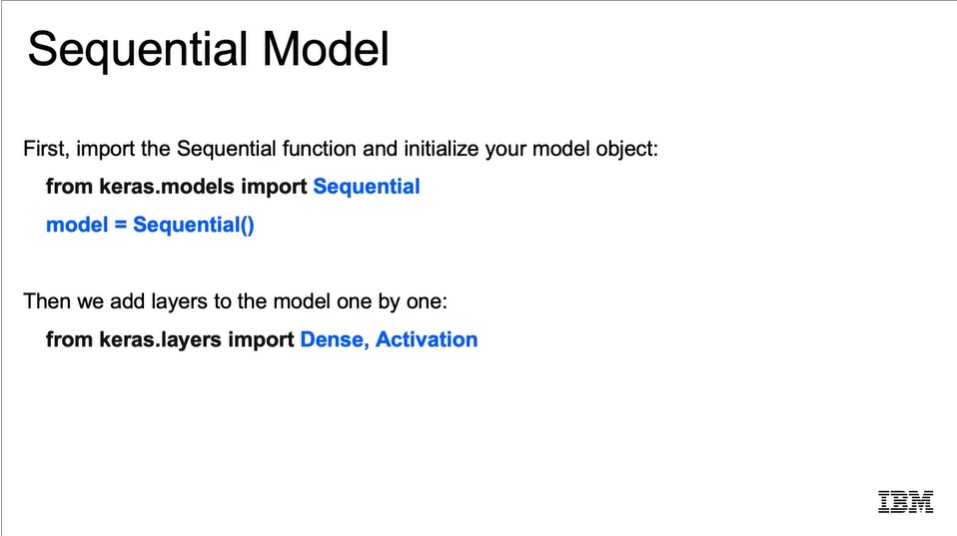 Sequential Model
First, import the Sequential function and initialize your model object:
from keras.models import Sequential
model = Sequential()
Then we add layers to the model one by one:
from keras.layers import Dense, Activation
IBM